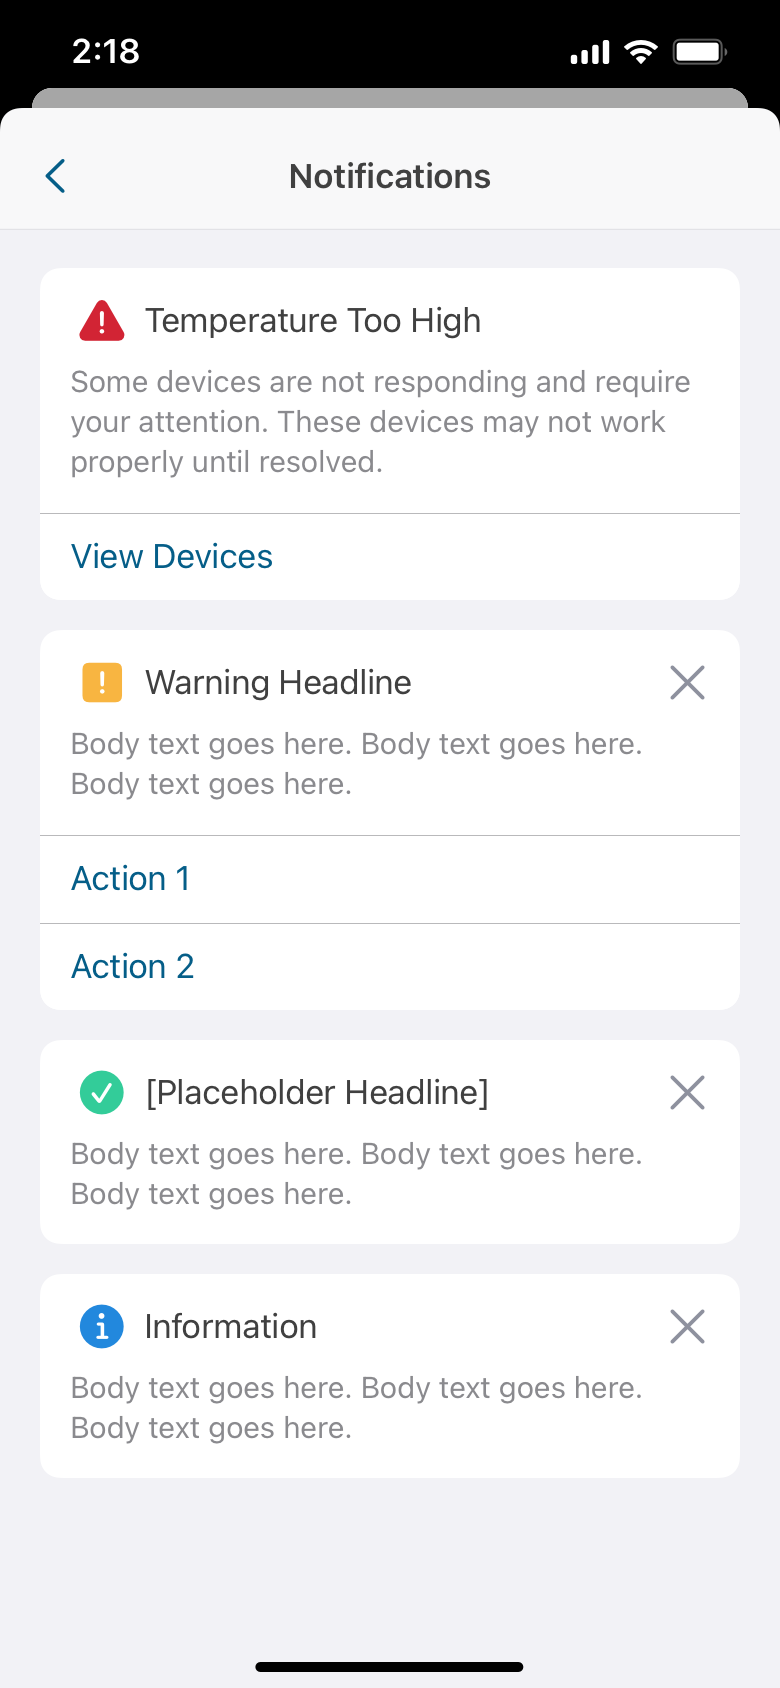 2:18
Notifications
Temperature Too High
Some devices are not responding and require
your attention. These devices may not work
properly until resolved.
View Devices
Warning Headline
Body text goes here. Body text goes here.
Body text goes here.
Action 1
Action 2
[Placeholder Headline]
Body text goes here. Body text goes here.
Body text goes here.
Information
Body text goes here. Body text goes here.
Body text goes here.